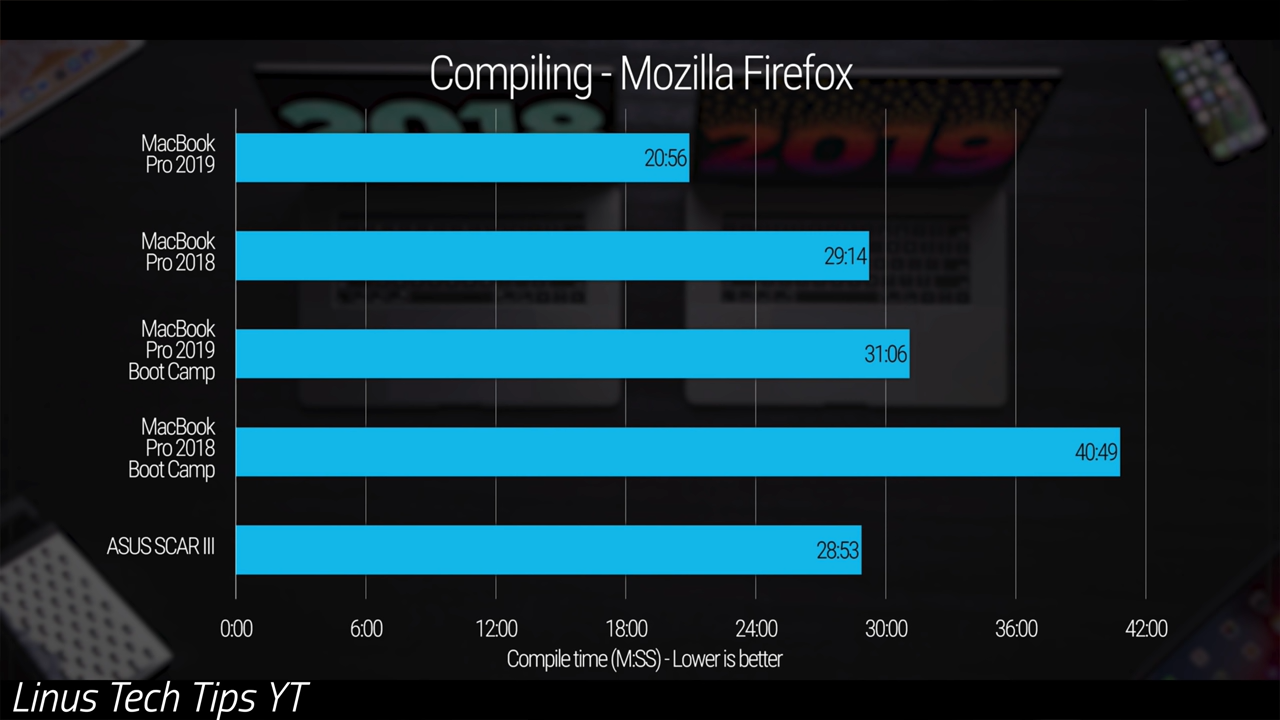 Compiling - Mozilla Firefox
MacBook
Pro 2019
20:56
MacBook
Pro 2018
29:14
MacBook
Pro 2019
Boot Camp
31:06
MacBook
Pro 2018
Boot Camp
40:49
ASUS SCAR III
28:53
0:00 6:00 12:00 18:00 24:00 30:00 36:00 42:00
Compile time (M:SS) - Lower is better
Linus Tech Tips YT
2018
2019